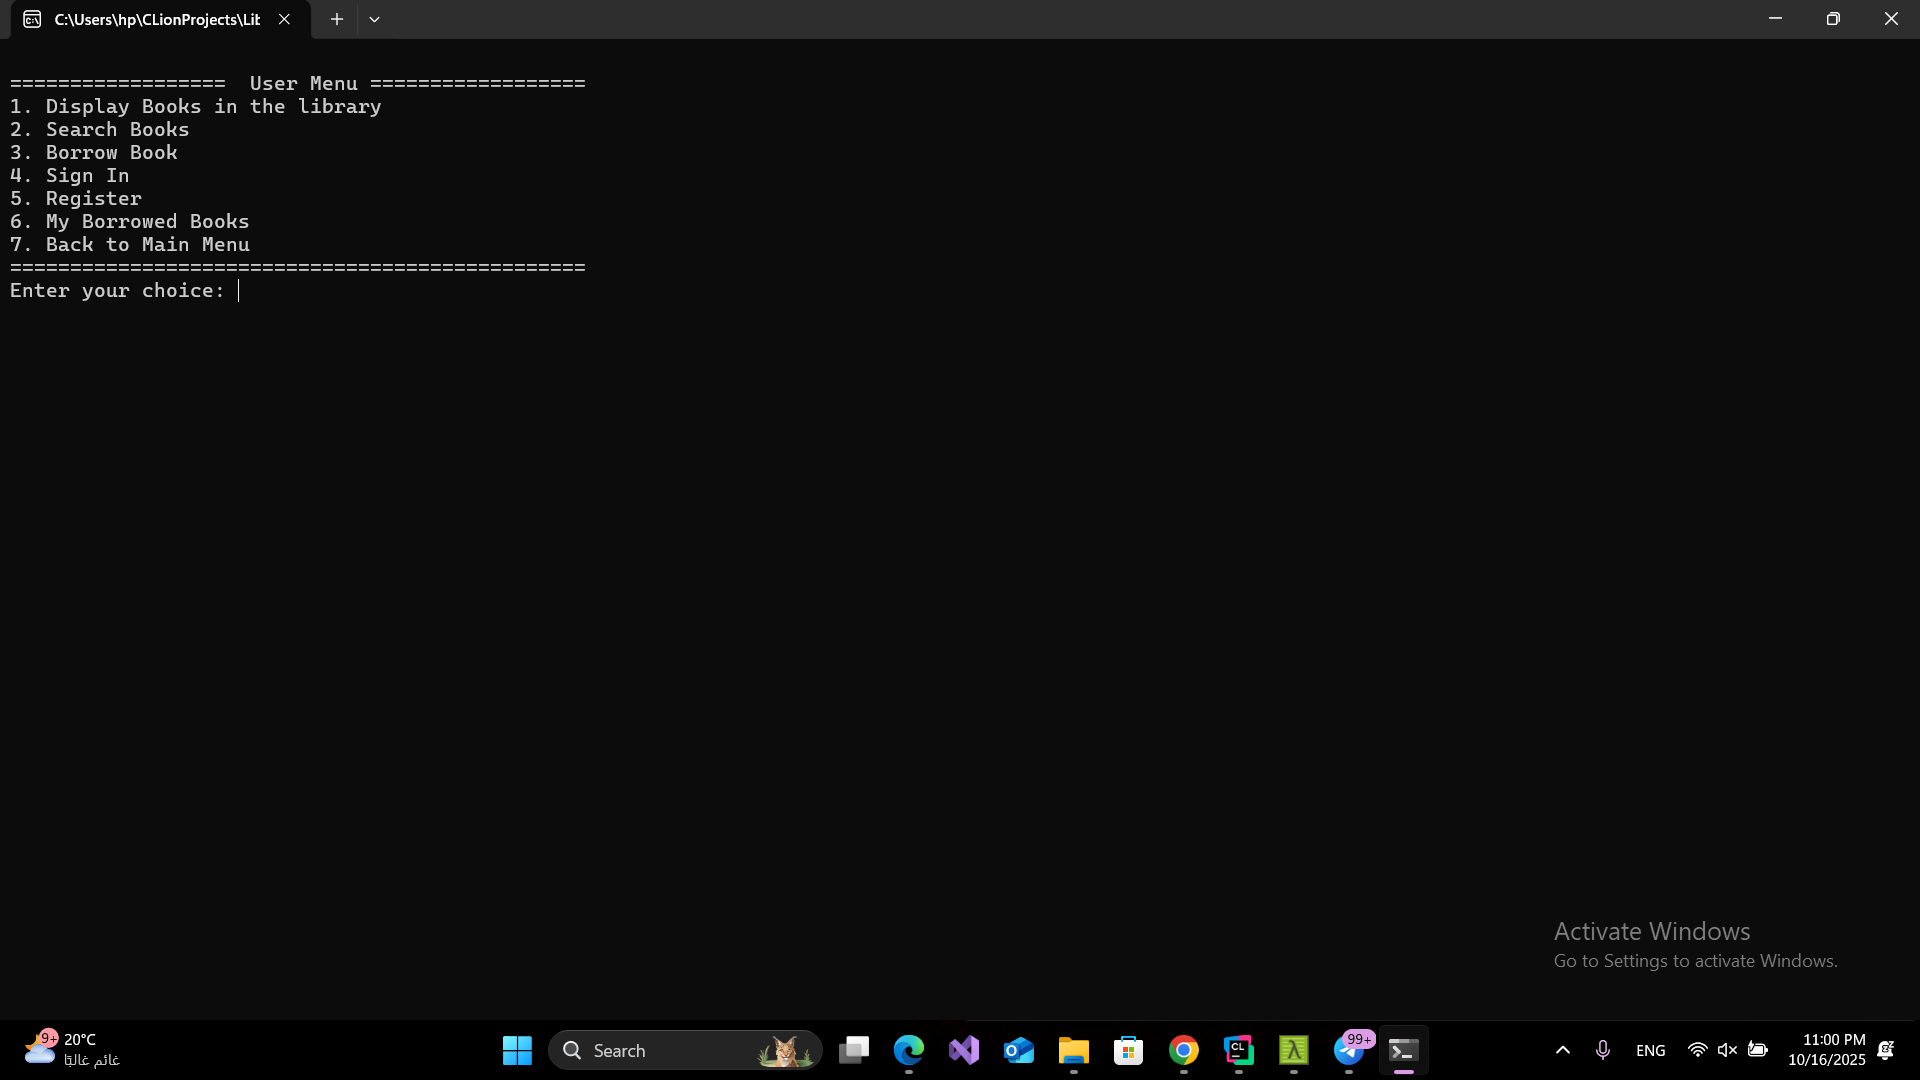 C:\Users\hp\CLionProjects\Lib
==================  User Menu ==================
1. Display Books in the library
2. Search Books
3. Borrow Book
4. Sign In
5. Register
6. My Borrowed Books
7. Back to Main Menu
================================================
Enter your choice:
Activate Windows
Go to Settings to activate Windows.
9+
20°C
غائم غالبًا
Search
CL
99+
ENG
11:00 PM
10/16/2025